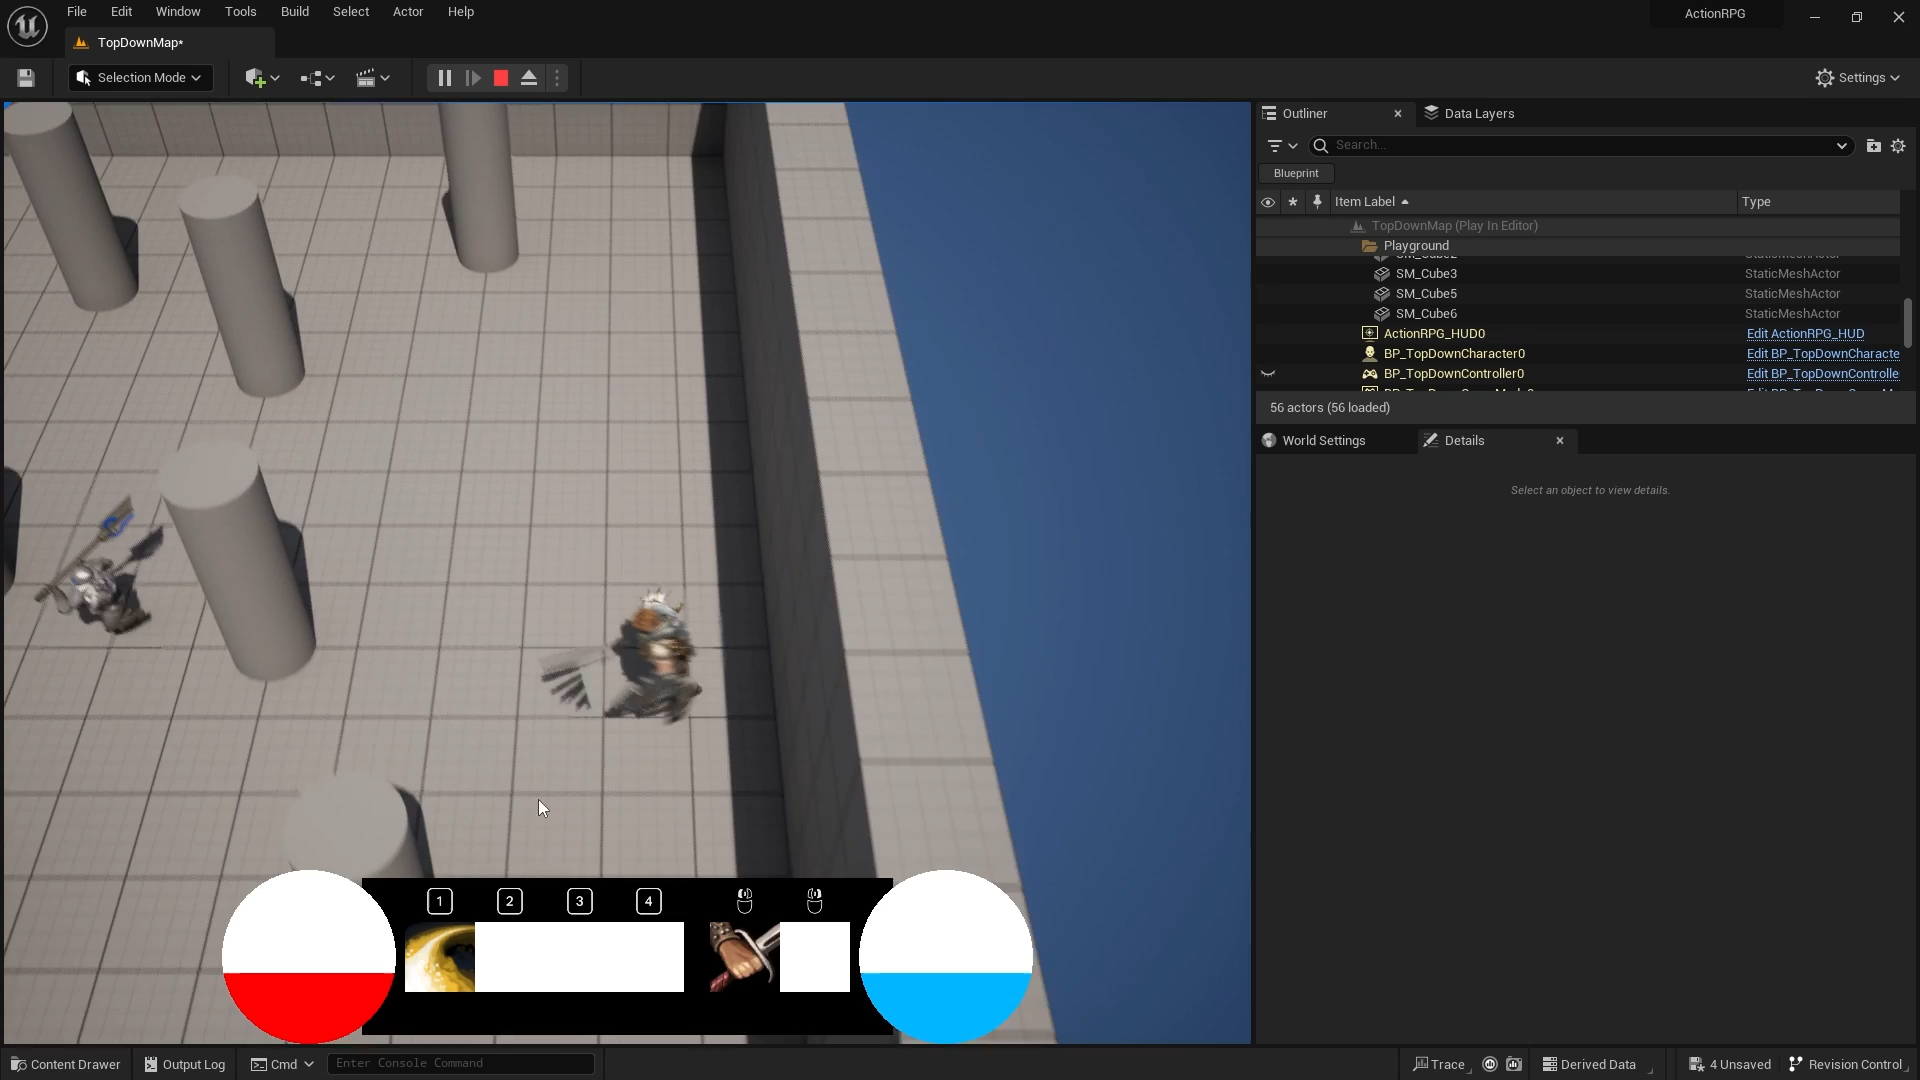 File Edit Window Tools Build Select Actor Help
ActionRPG
TopDownMap*
Selection Mode
Settings
Outliner
Data Layers
Search...
Blueprint
Item Label
Type
TopDownMap (Play In Editor)
Playground
SM_Cube2 StaticMeshActor
SM_Cube3 StaticMeshActor
SM_Cube5 StaticMeshActor
SM_Cube6 StaticMeshActor
ActionRPG_HUD0 Edit ActionRPG_HUD
BP_TopDownCharacter0 Edit BP_TopDownCharacte
BP_TopDownController0 Edit BP_TopDownControlle
56 actors (56 loaded)
World Settings
Details
Select an object to view details.
1 2 3 4
Content Drawer
Output Log
Cmd
Enter Console Command
Trace
Derived Data
4 Unsaved
Revision Control